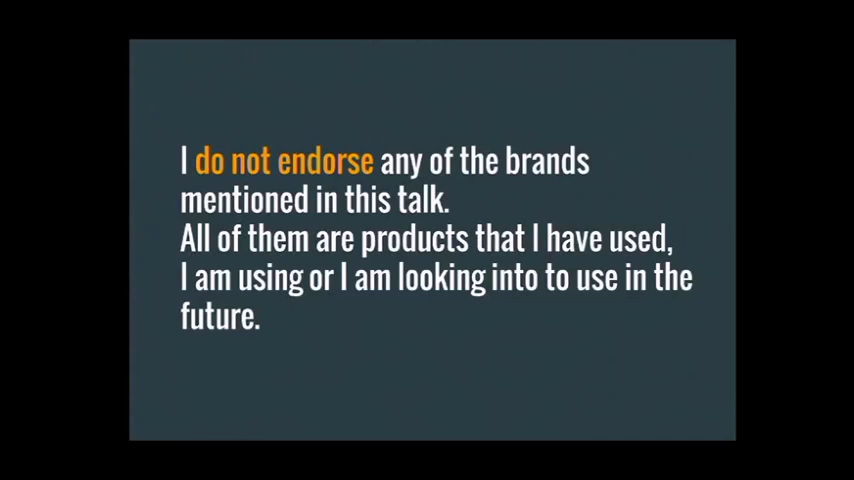 I do not endorse any of the brands
mentioned in this talk.
All of them are products that I have used,
I am using or I am looking into to use in the
future.